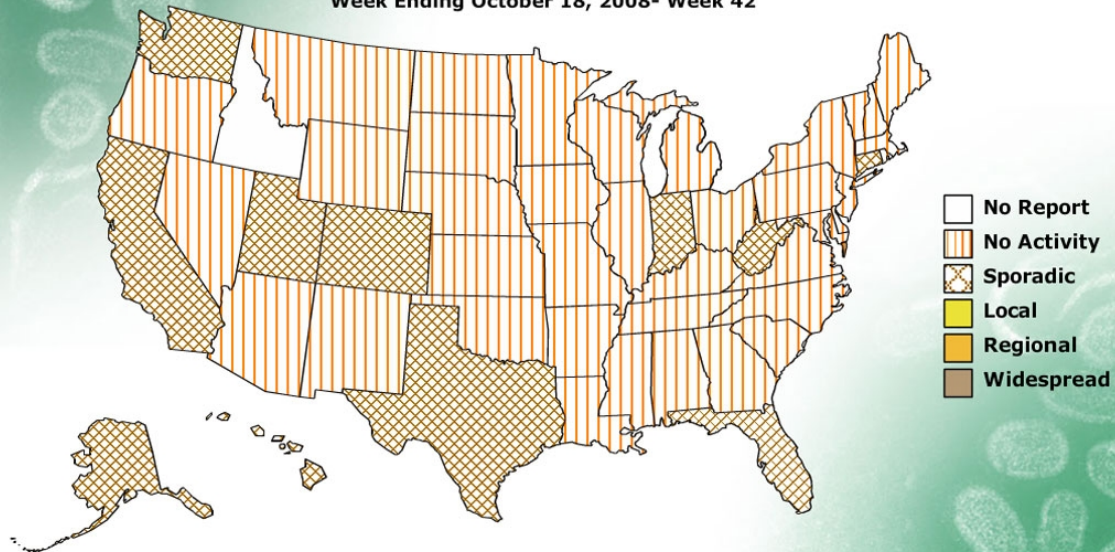 Week Ending October 18, 2008- Week 42
No Report
No Activity
Sporadic
Local
Regional
Widespread